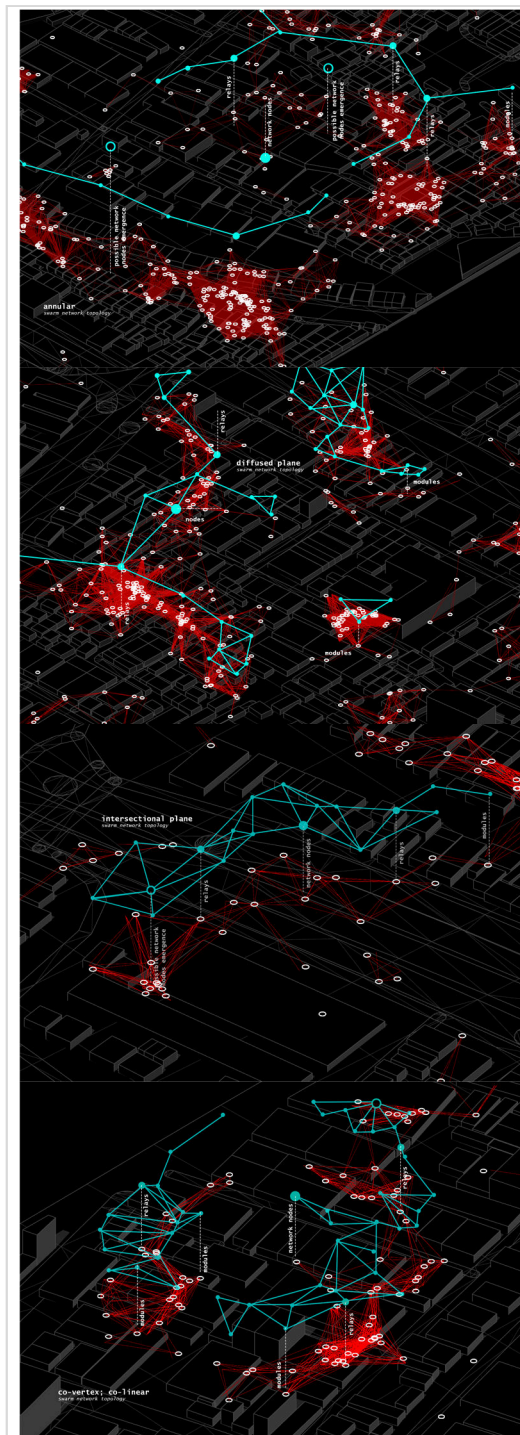 relays
network nodes
possible network
nodes emergence
relays
relays
modules
possible network
nodes emergence
annular
swarm network topology
relays
diffused plane
swarm network topology
modules
nodes
relays
modules
intersectional plane
swarm network topology
relays
network nodes
relays
modules
possible network
nodes emergence
relays
modules
modules
network nodes
relays
relays
modules
co-vertex; co-linear
swarm network topology